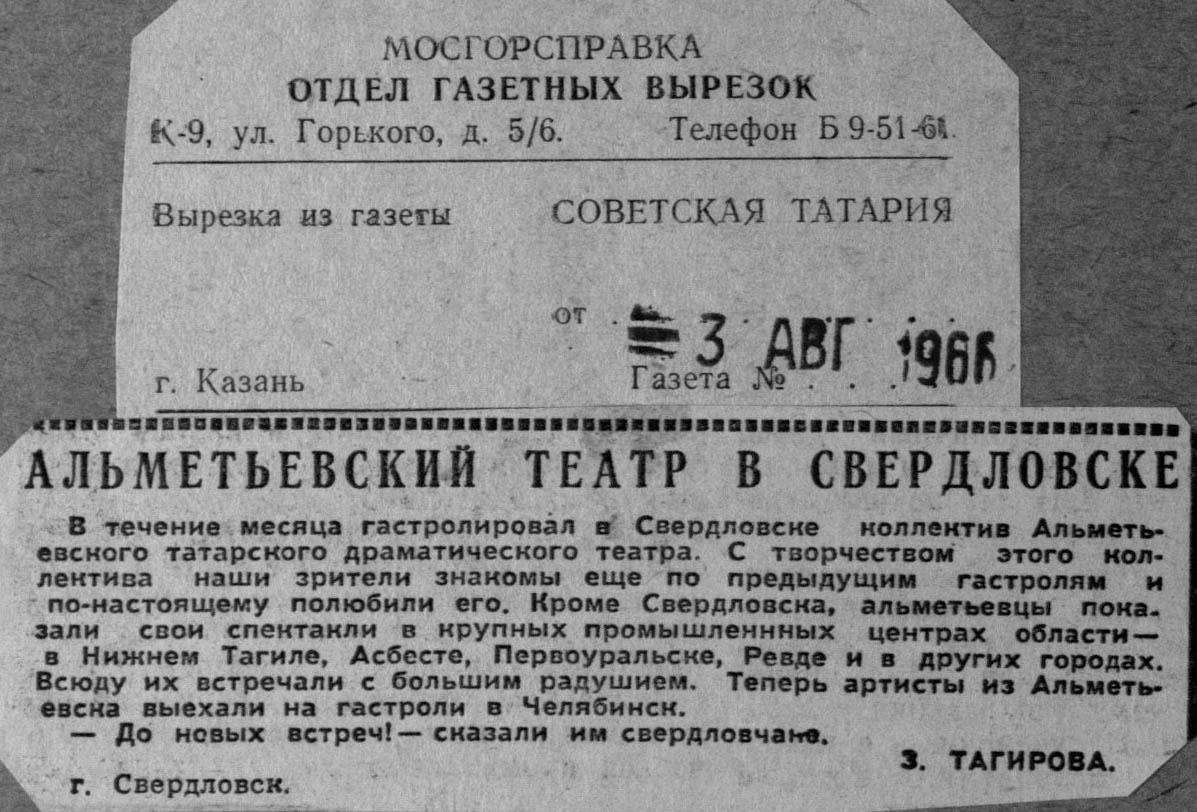 МОСГОРСПРАВКА
ОТДЕЛ ГАЗЕТНЫХ ВЫРЕЗОК
К-9, ул. Горького, д. 5/6. Телефон Б 9-51-61.
Вырезка из газеты СОВЕТСКАЯ ТАТАРИЯ
от . 3 АВГ 1966
г. Казань Газета № . . .
АЛЬМЕТЬЕВСКИЙ ТЕАТР В СВЕРДЛОВСКЕ
В течение месяца гастролировал в Свердловске коллектив Альметь-
евского татарского драматического театра. С творчеством этого кол-
лектива наши зрители знакомы еще по предыдущим гастролям и
по-настоящему полюбили его. Кроме Свердловска, альметьевцы пока-
зали свои спектакли в крупных промышленнных центрах области—
в Нижнем Тагиле, Асбесте, Первоуральске, Ревде и в других городах.
Всюду их встречали с большим радушием. Теперь артисты из Альметь-
евска выехали на гастроли в Челябинск.
— До новых встреч!— сказали им свердловчане.
З. ТАГИРОВА.
г. Свердловск.